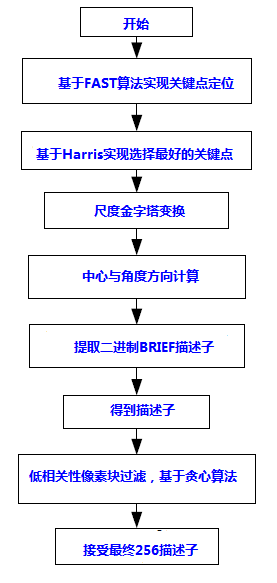 开始
基于FAST算法实现关键点定位
基于Harris实现选择最好的关键点
尺度金字塔变换
中心与角度方向计算
提取二进制BRIEF描述子
得到描述子
低相关性像素块过滤，基于贪心算法
接受最终256描述子